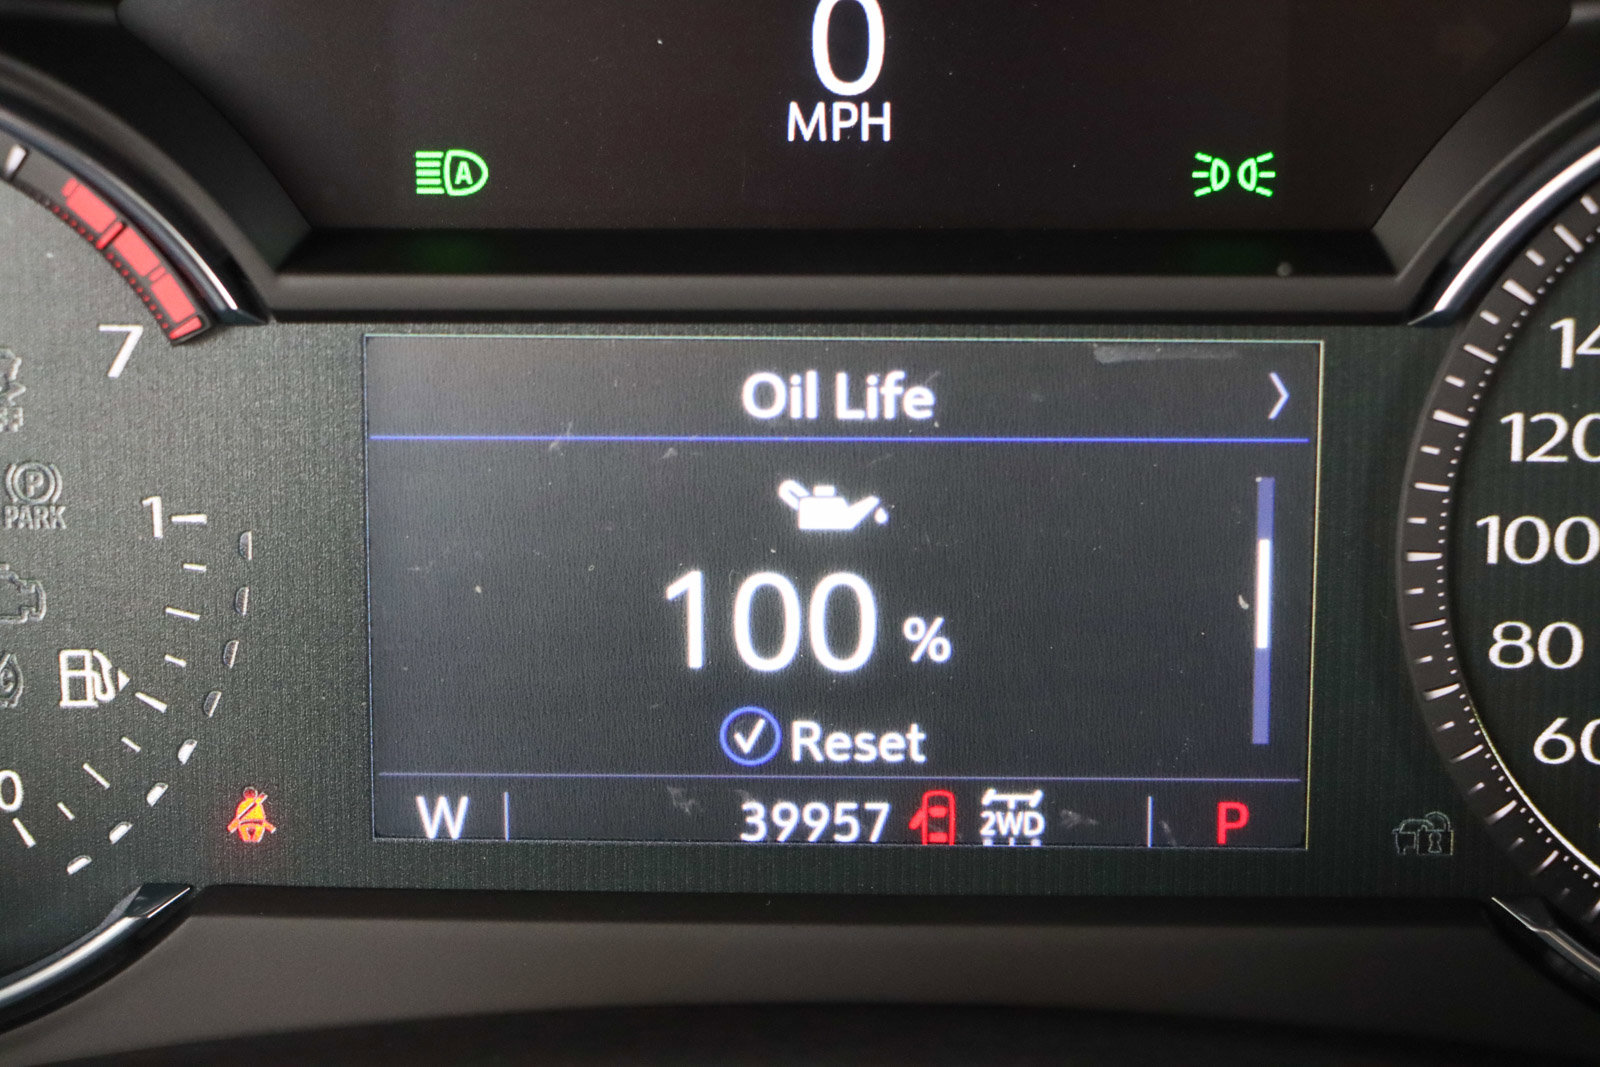 0
MPH
A
7
Oil Life
14
120
P
PARK
1
100 %
100
80
Reset
60
0
W
39957
2WD
P